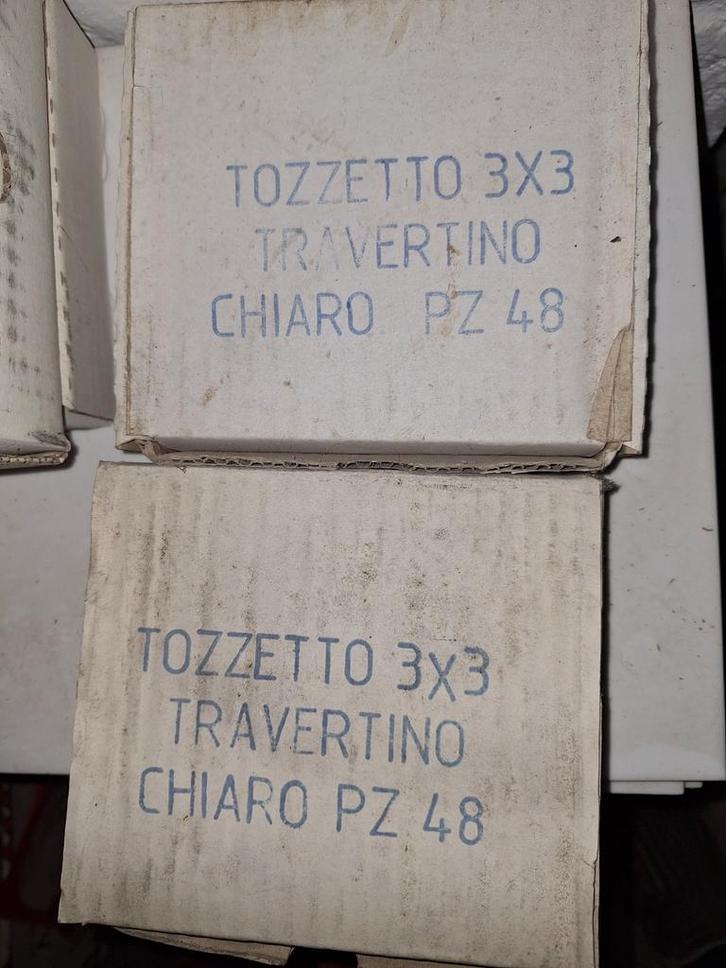 TOZZETTO 3X3
TRAVERTINO
CHIARO PZ 48
TOZZETTO 3X3
TRAVERTINO
CHIARO PZ 48